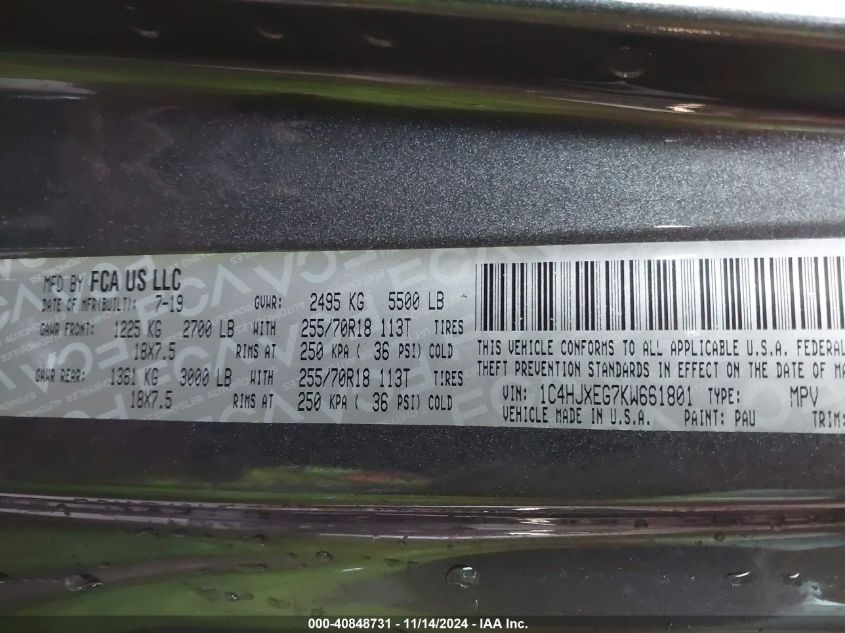 MFD BY FCA US LLC
DATE OF MFR(BUILT): 7-19 GVWR: 2495 KG 5500 LB
GAWR FRONT: 1225 KG 2700 LB WITH 255/70R18 113T TIRES
18X7.5 RIMS AT 250 KPA ( 36 PSI) COLD
GAWR REAR: 1361 KG 3000 LB WITH 255/70R18 113T TIRES
18X7.5 RIMS AT 250 KPA ( 36 PSI) COLD
THIS VEHICLE CONFORMS TO ALL APPLICABLE U.S.A. FEDERAL
THEFT PREVENTION STANDARDS IN EFFECT ON THE DATE OF MA
VIN: 1C4HJXEG7KW661801 TYPE: MPV
VEHICLE MADE IN U.S.A. PAINT: PAU TRIM:
000-40848731 - 11/14/2024 - IAA Inc.